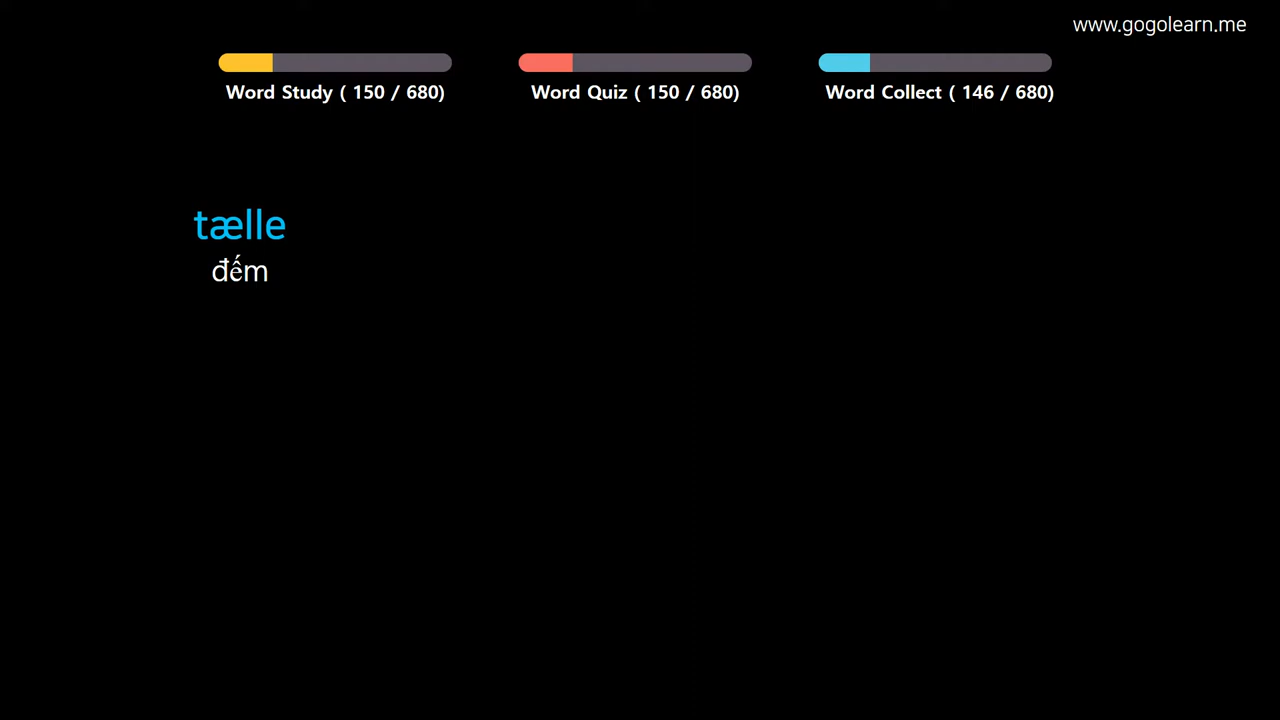 www.gogolearn.me
Word Study ( 150 / 680)
Word Quiz ( 150 / 680)
Word Collect ( 146 / 680)
tælle
đếm